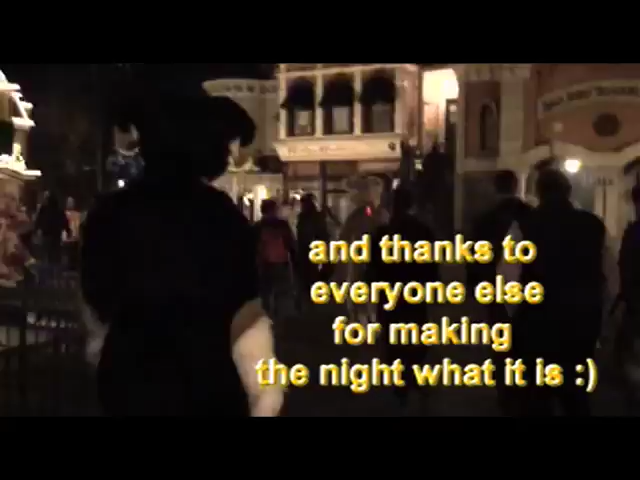 and thanks to
everyone else
for making
the night what it is :)